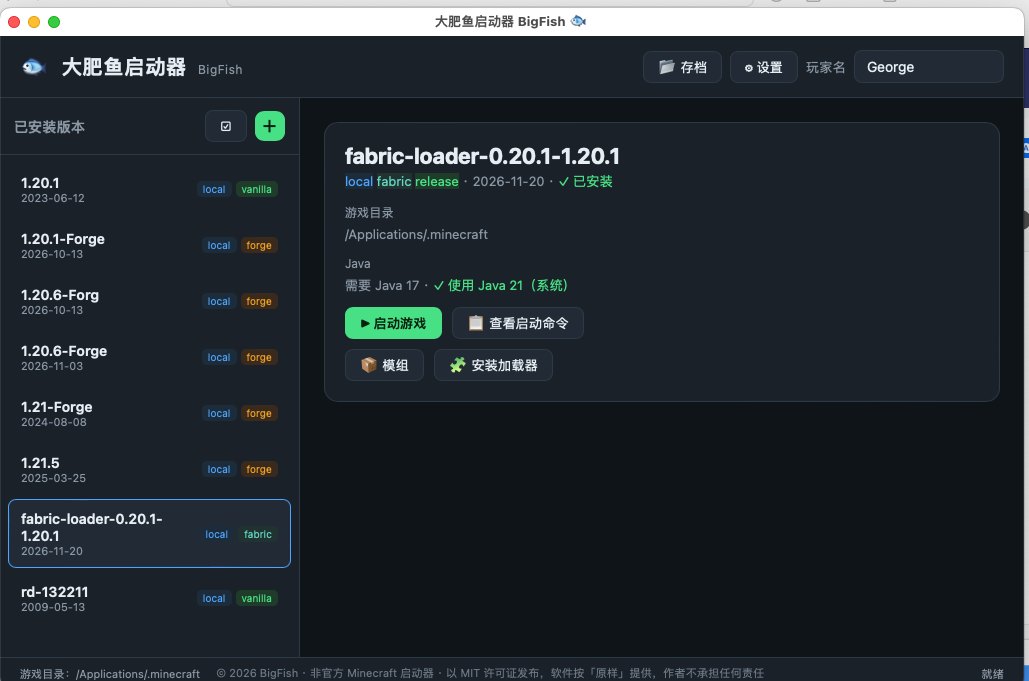 大肥鱼启动器 BigFish 🐟
大肥鱼启动器 BigFish
存档
设置
玩家名 George
已安装版本
+
1.20.1
2023-06-12
local vanilla
1.20.1-Forge
2026-10-13
local forge
1.20.6-Forg
2026-10-13
local forge
1.20.6-Forge
2026-11-03
local forge
1.21-Forge
2024-08-08
local forge
1.21.5
2025-03-25
local forge
fabric-loader-0.20.1-
1.20.1
2026-11-20
local fabric
rd-132211
2009-05-13
local vanilla
fabric-loader-0.20.1-1.20.1
local fabric release · 2026-11-20 · ✓ 已安装
游戏目录
/Applications/.minecraft
Java
需要 Java 17 · ✓ 使用 Java 21（系统）
▶ 启动游戏
查看启动命令
模组
安装加载器
游戏目录：/Applications/.minecraft
© 2026 BigFish · 非官方 Minecraft 启动器 · 以 MIT 许可证发布，软件按「原样」提供，作者不承担任何责任
就绪